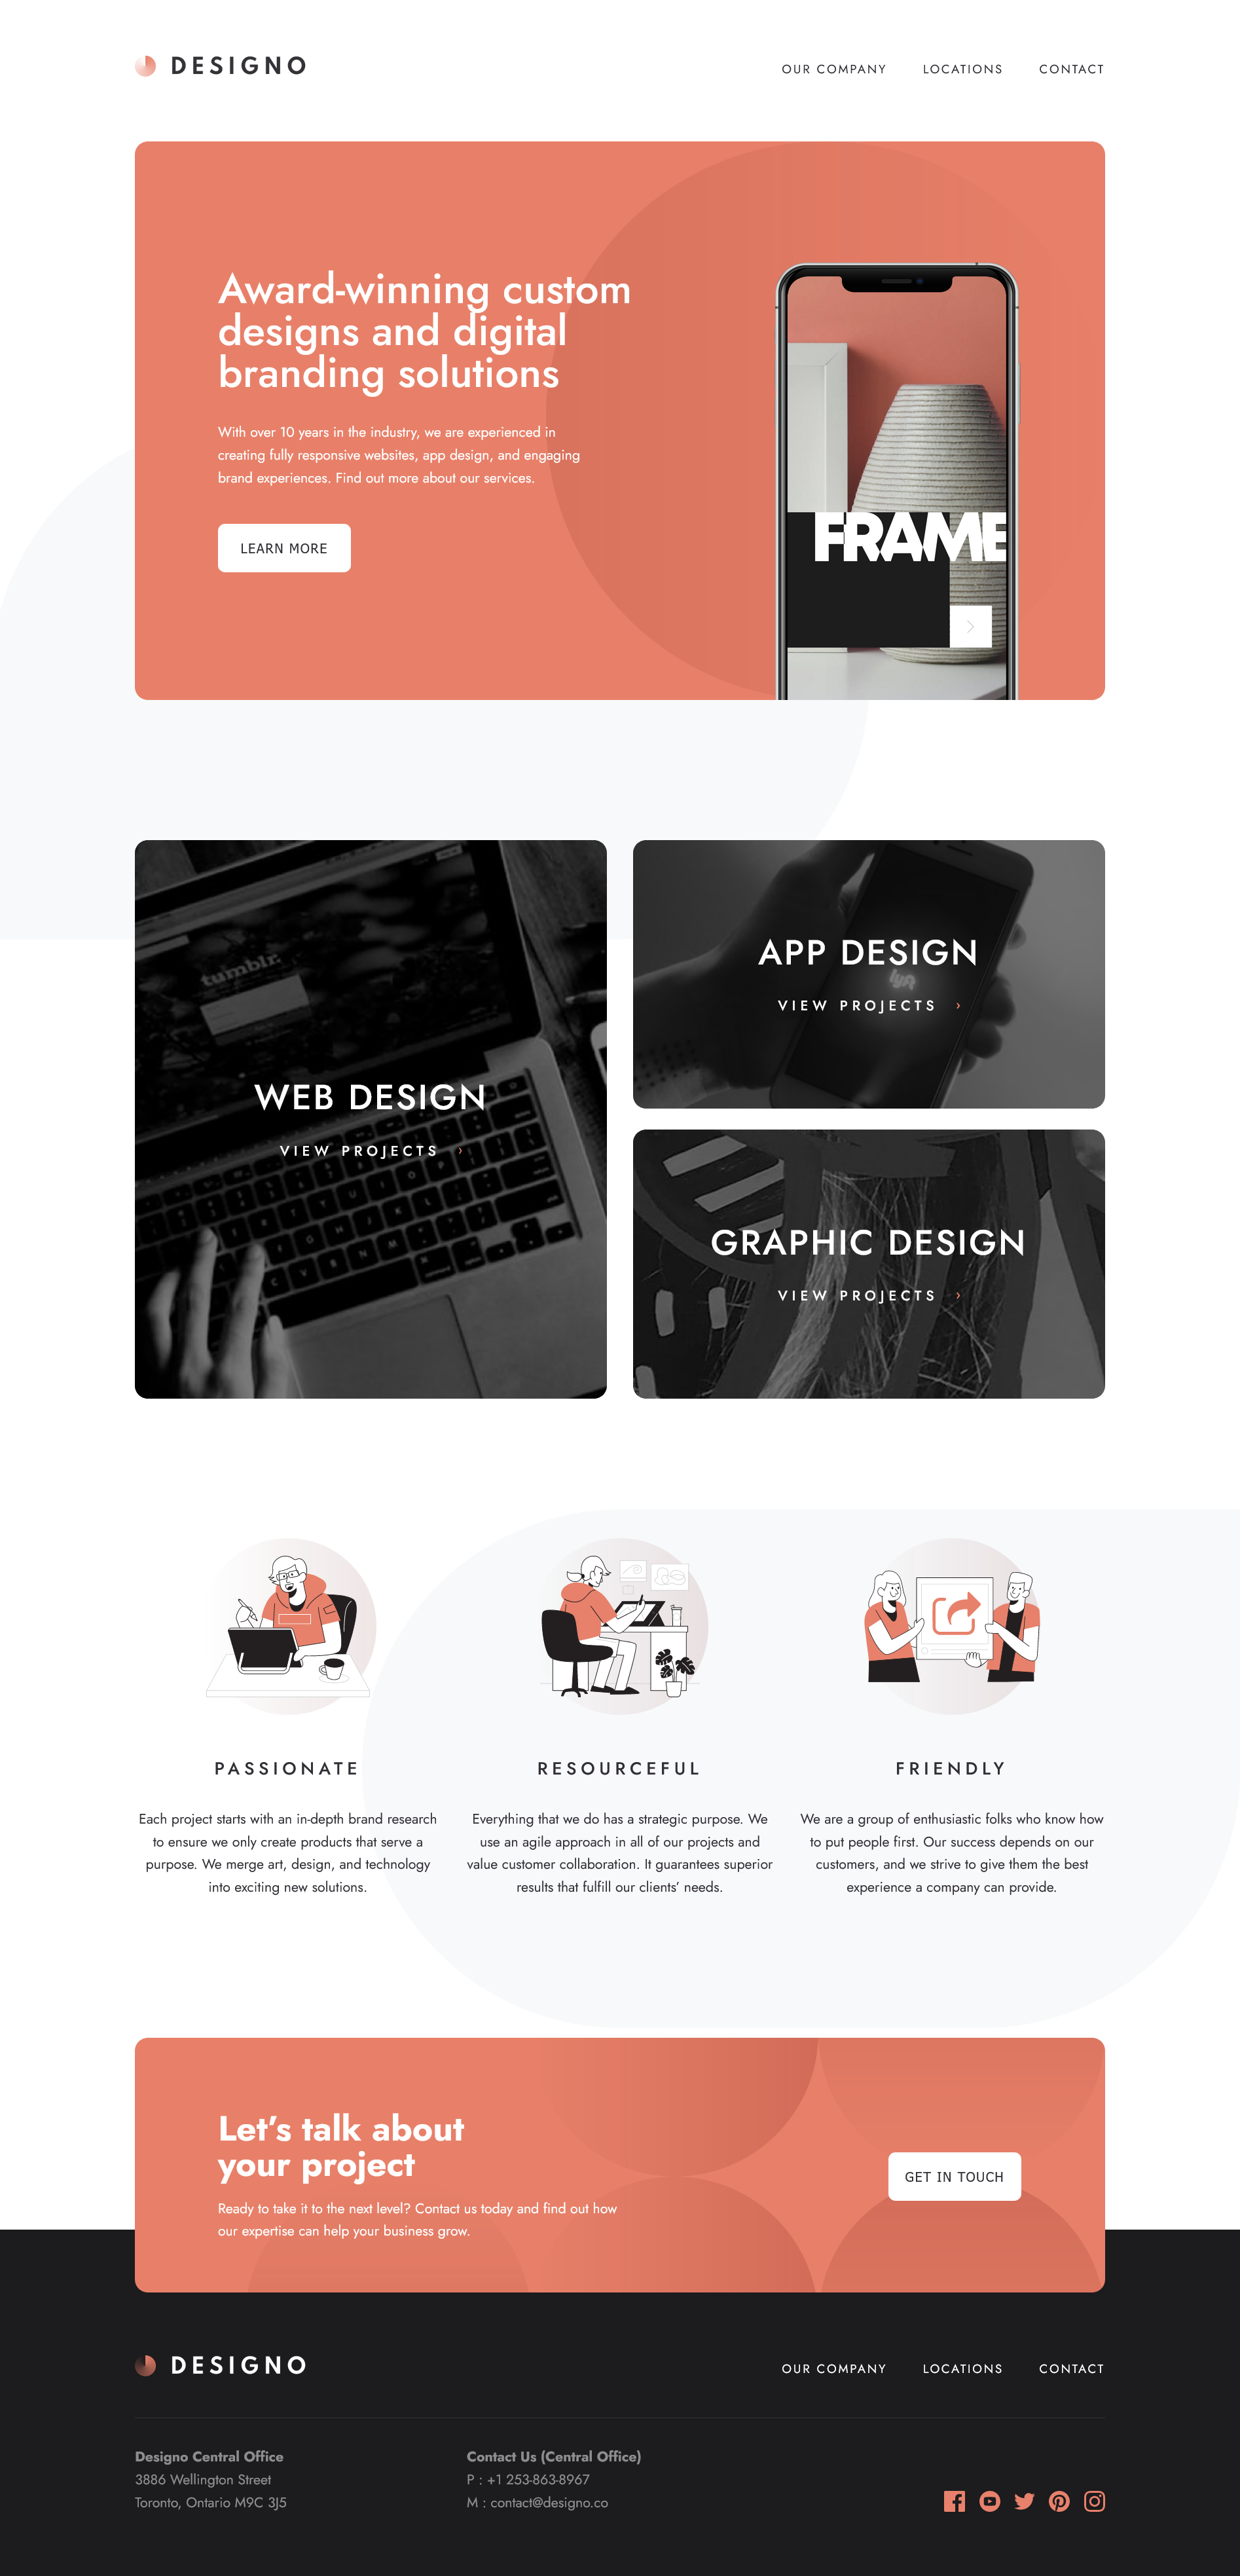 DESIGNO
OUR COMPANY LOCATIONS CONTACT
Award-winning custom
designs and digital
branding solutions
With over 10 years in the industry, we are experienced in
creating fully responsive websites, app design, and engaging
brand experiences. Find out more about our services.
LEARN MORE
FRAME
tumblr.
WEB DESIGN
VIEW PROJECTS
APP DESIGN
lyft
VIEW PROJECTS
GRAPHIC DESIGN
VIEW PROJECTS
PASSIONATE
Each project starts with an in-depth brand research
to ensure we only create products that serve a
purpose. We merge art, design, and technology
into exciting new solutions.
RESOURCEFUL
Everything that we do has a strategic purpose. We
use an agile approach in all of our projects and
value customer collaboration. It guarantees superior
results that fulfill our clients’ needs.
FRIENDLY
We are a group of enthusiastic folks who know how
to put people first. Our success depends on our
customers, and we strive to give them the best
experience a company can provide.
Let’s talk about
your project
Ready to take it to the next level? Contact us today and find out how
our expertise can help your business grow.
GET IN TOUCH
DESIGNO
OUR COMPANY LOCATIONS CONTACT
Designo Central Office
3886 Wellington Street
Toronto, Ontario M9C 3J5
Contact Us (Central Office)
P : +1 253-863-8967
M : contact@designo.co